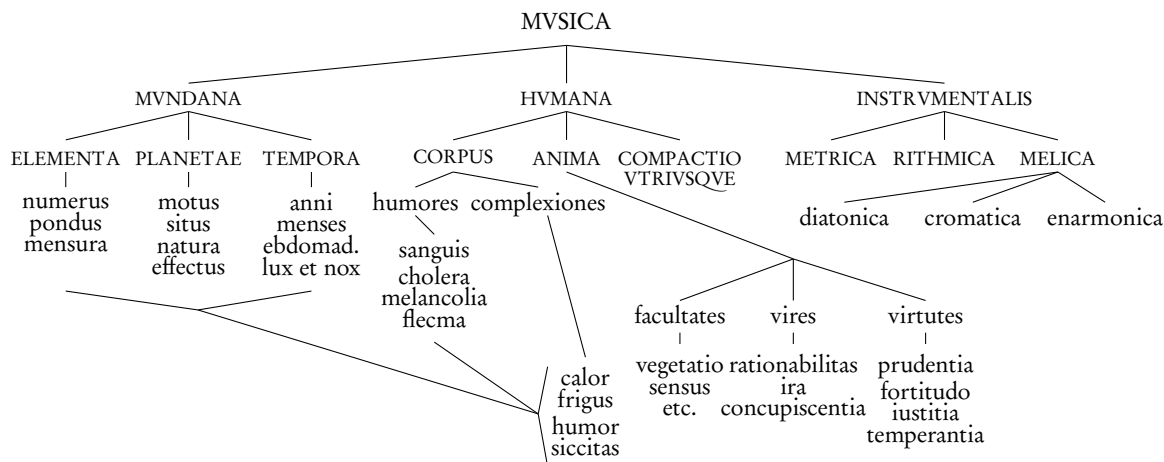 MVSICA
MVNDANA HVMANA INSTRVMENTALIS
ELEMENTA PLANETAE TEMPORA CORPUS ANIMA COMPACTIO METRICA RITHMICA MELICA
VTRIVSQVE
numerus motus anni humores complexiones diatonica cromatica enarmonica
pondus situs menses
mensura natura ebdomad. sanguis
effectus lux et nox cholera
melancolia
flecma
facultates vires virtutes
vegetatio rationabilitas prudentia
sensus ira fortitudo
etc. concupiscentia iustitia
temperantia
calor
frigus
humor
siccitas